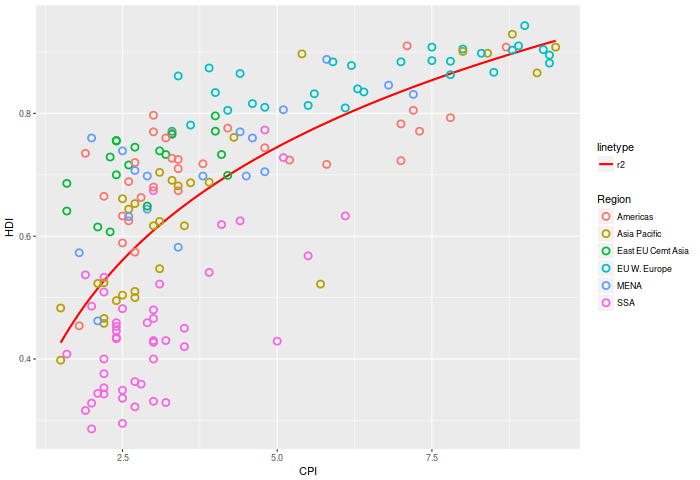 HDI
0.8
0.6
0.4
2.5
5.0
7.5
CPI
linetype
r2
Region
Americas
Asia Pacific
East EU Cemt Asia
EU W. Europe
MENA
SSA